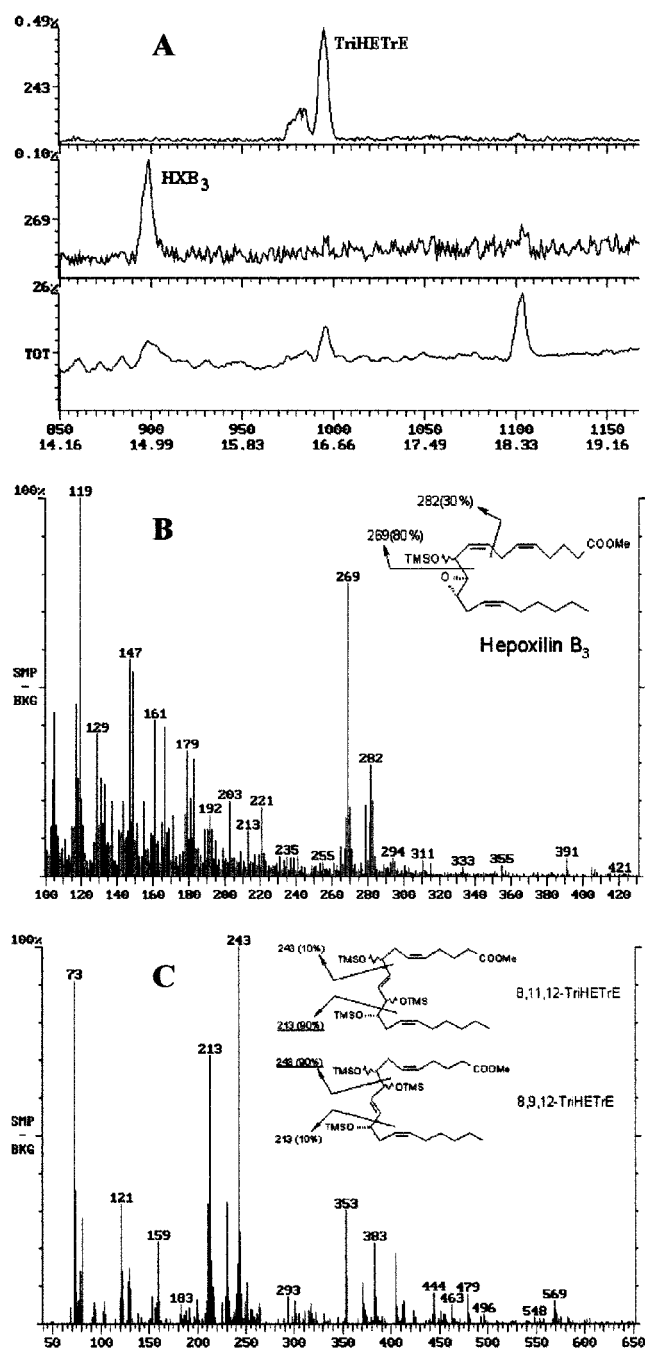 0.49%
A
TriHETrE
243
0.10%
HXB3
269
26%
TOT
850 900 950 1000 1050 1100 1150
14.16 14.99 15.83 16.66 17.49 18.33 19.16
100%
119
B
282(30%)
269(80%)
COOMe
TMSO
O
269
Hepoxilin B3
147
SMP
-
BKG
129
161
179
282
192
203
221
213
235
255
294
311
333
355
391
421
100 120 140 160 180 200 220 240 260 280 300 320 340 360 380 400 420
100%
243
C
73
243 (10%)
TMSO
COOMe
8,11,12-TriHETrE
OTMS
213 (90%)
TMSO
213
243 (90%)
TMSO
COOMe
OTMS
8,9,12-TriHETrE
SMP
-
BKG
TMSO
213 (10%)
121
353
159
383
183
293
444
479
463
496
548
569
50 100 150 200 250 300 350 400 450 500 550 600 650